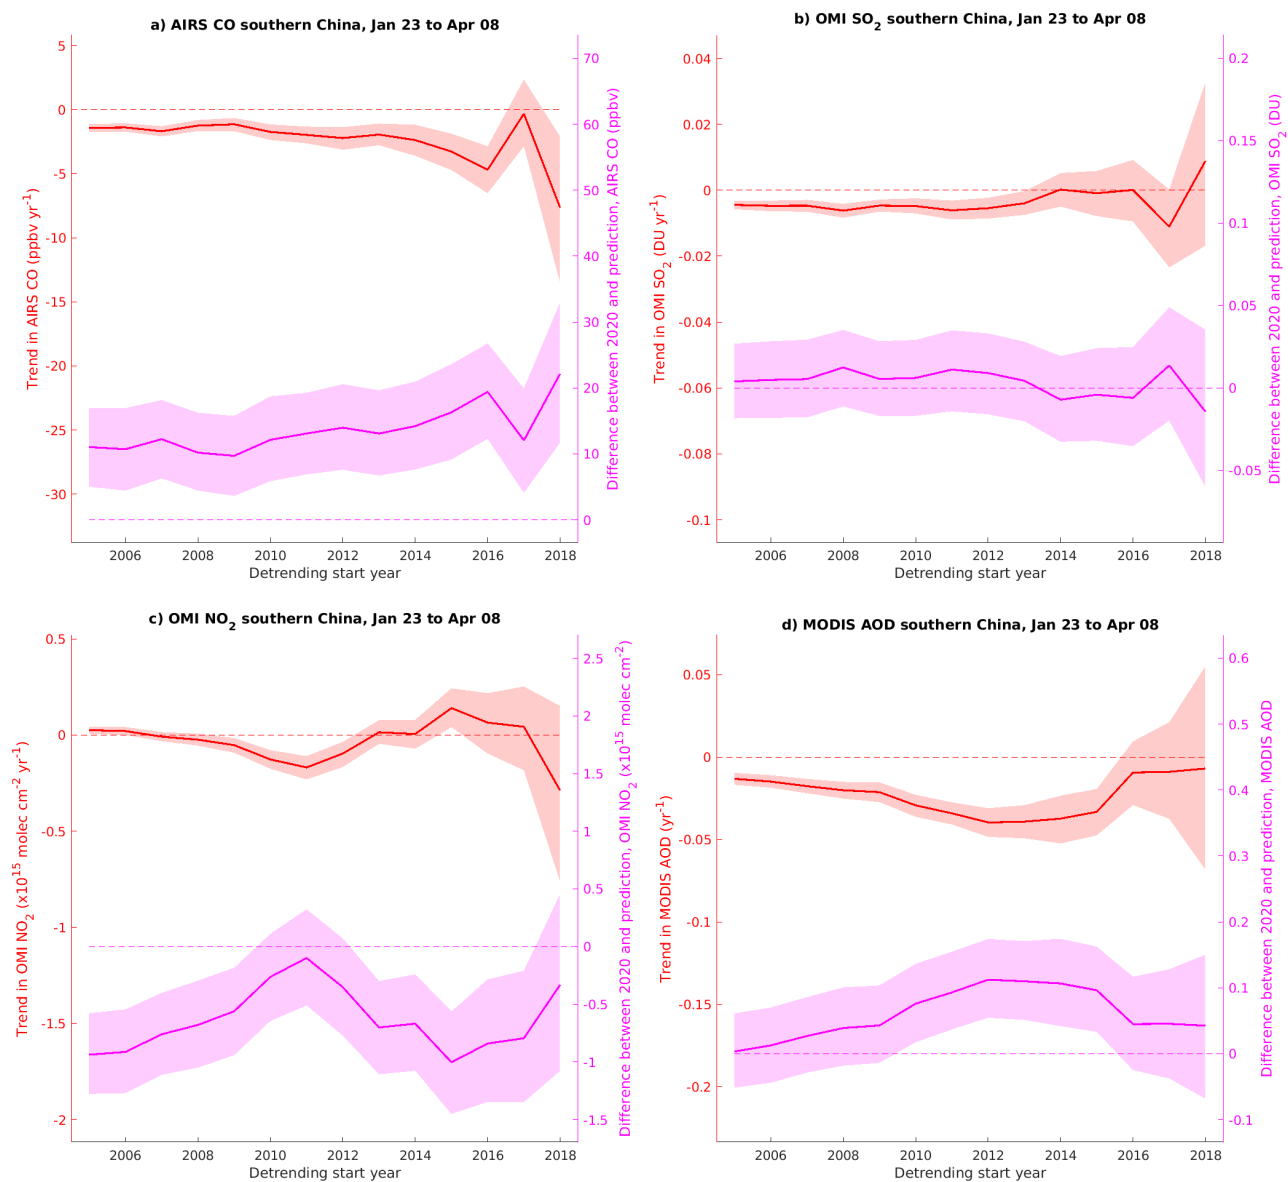 a) AIRS CO southern China, Jan 23 to Apr 08
5
0
-5
-10
-15
-20
-25
-30
Trend in AIRS CO (ppbv yr-1)
70
60
50
40
30
20
10
0
Difference between 2020 and prediction, AIRS CO (ppbv)
2006 2008 2010 2012 2014 2016 2018
Detrending start year
b) OMI SO2 southern China, Jan 23 to Apr 08
0.04
0.02
0
-0.02
-0.04
-0.06
-0.08
-0.1
Trend in OMI SO2 (DU yr-1)
0.2
0.15
0.1
0.05
0
-0.05
Difference between 2020 and prediction, OMI SO2 (DU)
2006 2008 2010 2012 2014 2016 2018
Detrending start year
c) OMI NO2 southern China, Jan 23 to Apr 08
0.5
0
-0.5
-1
-1.5
-2
Trend in OMI NO2 (x1015 molec cm-2 yr-1)
2.5
2
1.5
1
0.5
0
-0.5
-1
-1.5
Difference between 2020 and prediction, OMI NO2 (x1015 molec cm-2)
2006 2008 2010 2012 2014 2016 2018
Detrending start year
d) MODIS AOD southern China, Jan 23 to Apr 08
0.05
0
-0.05
-0.1
-0.15
-0.2
Trend in MODIS AOD (yr-1)
0.6
0.5
0.4
0.3
0.2
0.1
0
-0.1
Difference between 2020 and prediction, MODIS AOD
2006 2008 2010 2012 2014 2016 2018
Detrending start year